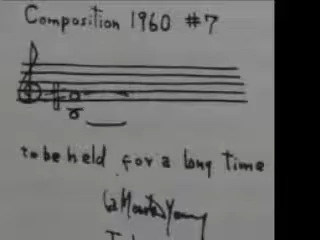 Composition 1960 #7
to be held for a long time
La Monte Young